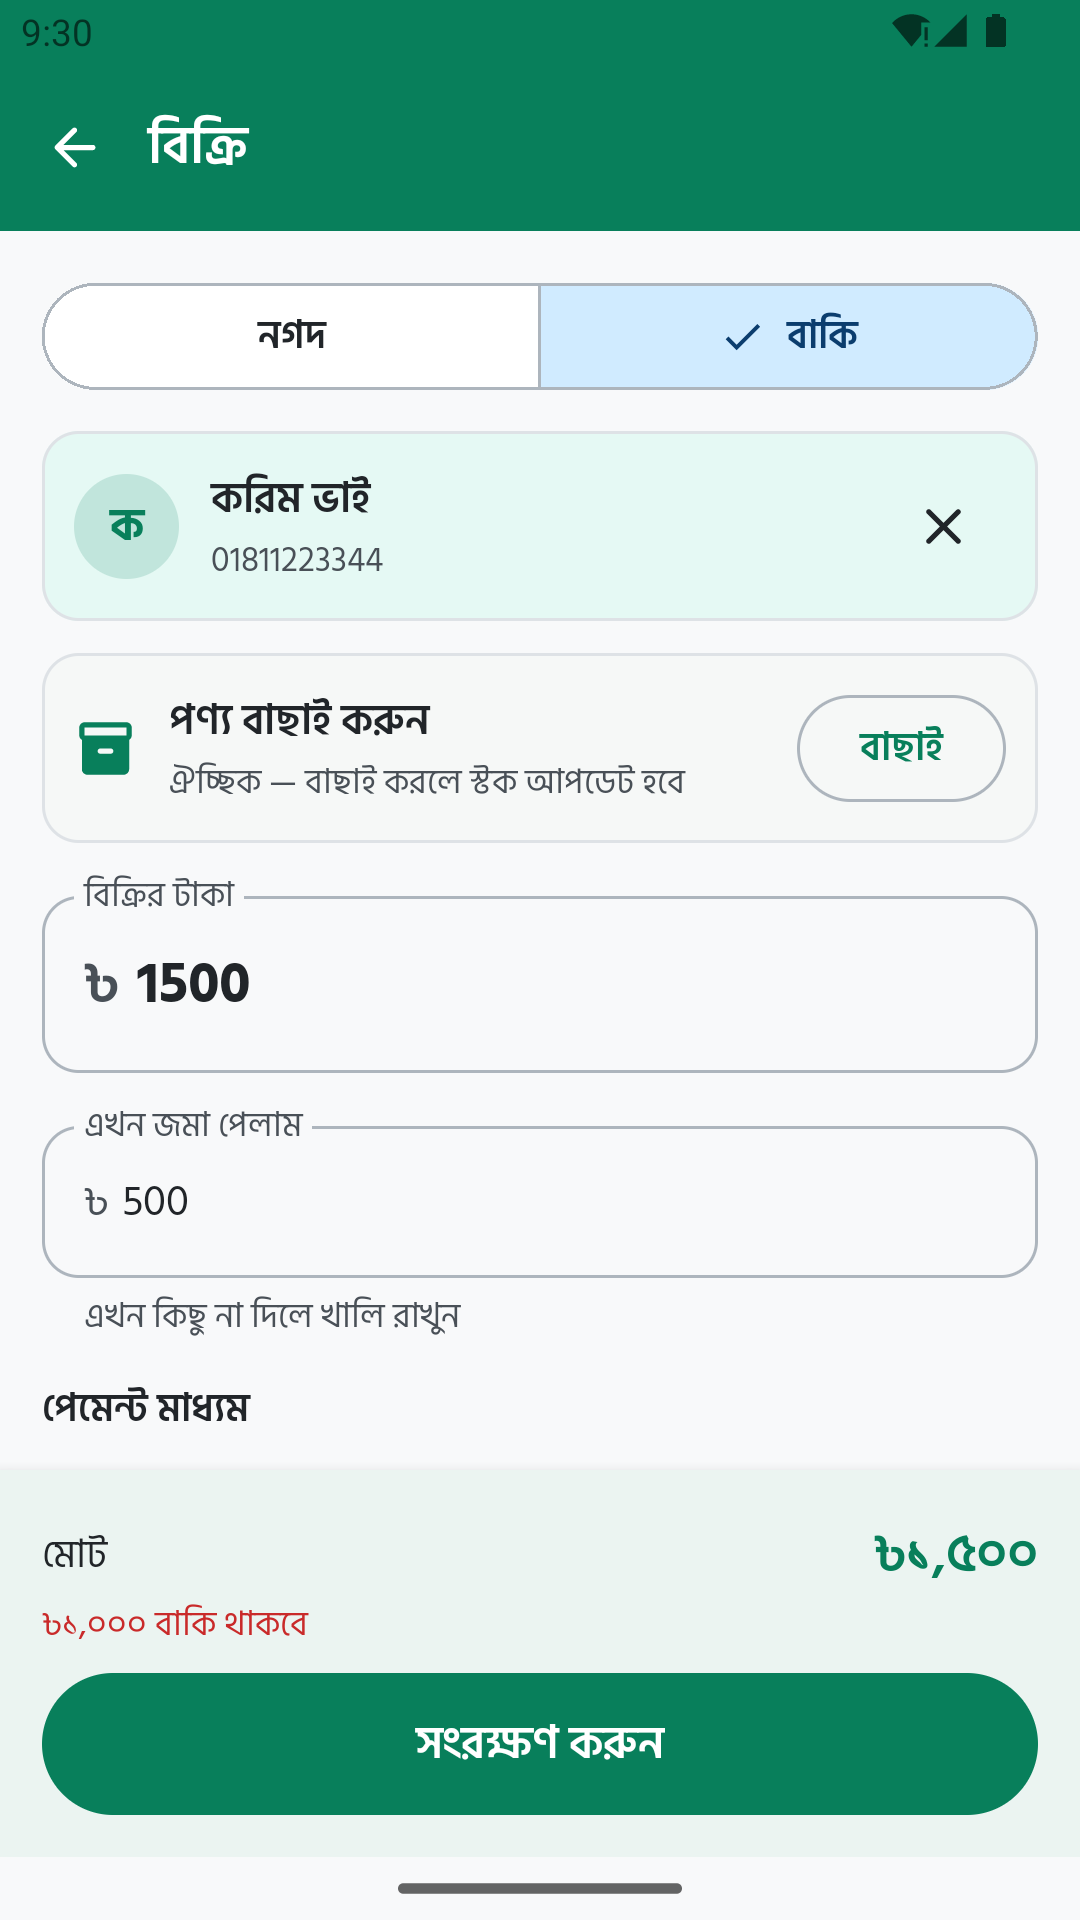 9:30
বিক্রি
নগদ
বাকি
ক
করিম ভাই
01811223344
পণ্য বাছাই করুন
ঐচ্ছিক — বাছাই করলে স্টক আপডেট হবে
বাছাই
বিক্রির টাকা
৳ 1500
এখন জমা পেলাম
৳ 500
এখন কিছু না দিলে খালি রাখুন
পেমেন্ট মাধ্যম
মোট
৳১,৫০০
৳১,০০০ বাকি থাকবে
সংরক্ষণ করুন